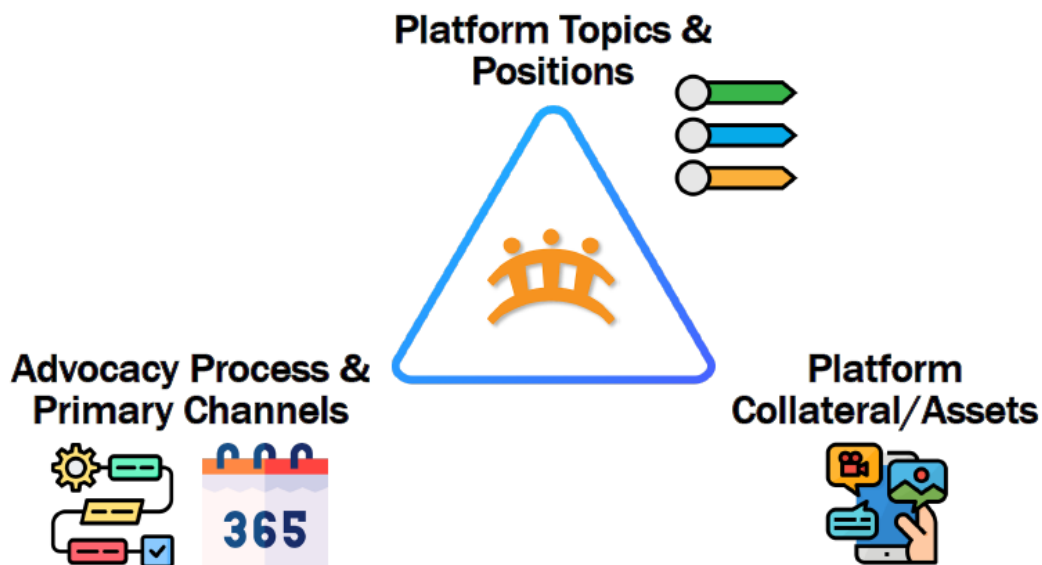 Platform Topics &
Positions
Advocacy Process &
Primary Channels
365
Platform
Collateral/Assets